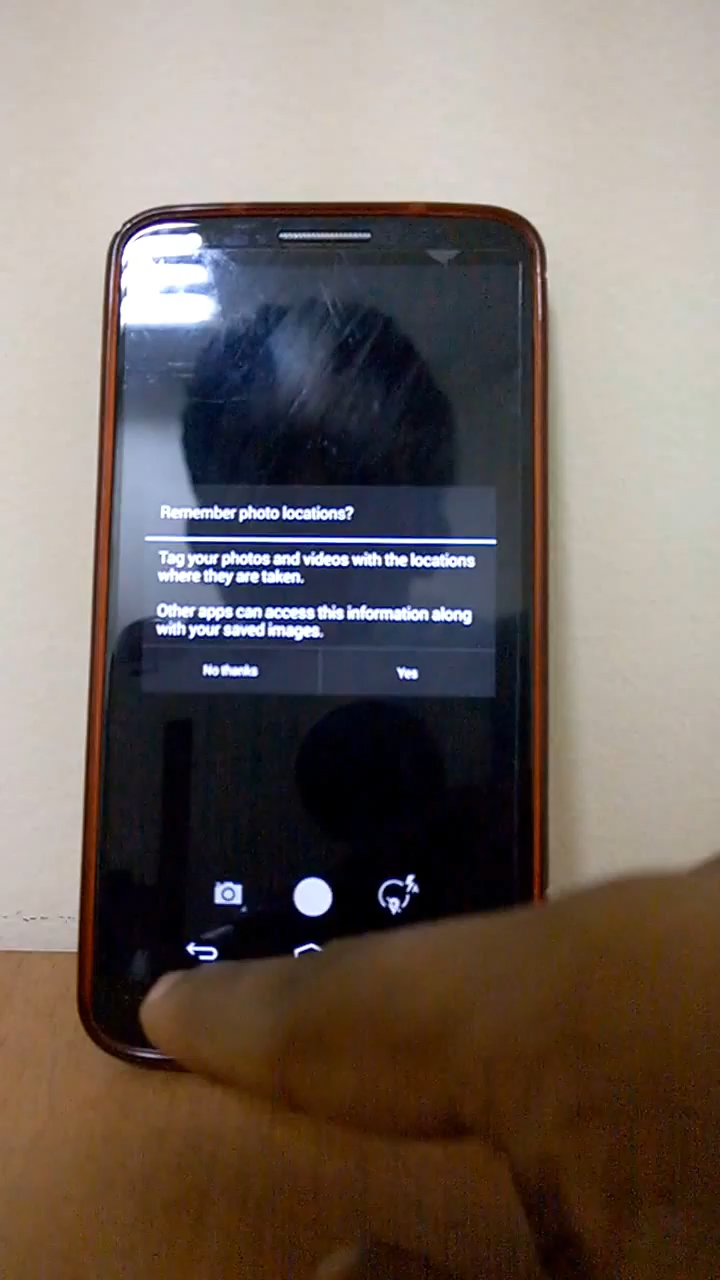 Remember photo locations?
Tag your photos and videos with the locations
where they are taken.
Other apps can access this information along
with your saved images.
No thanks
Yes